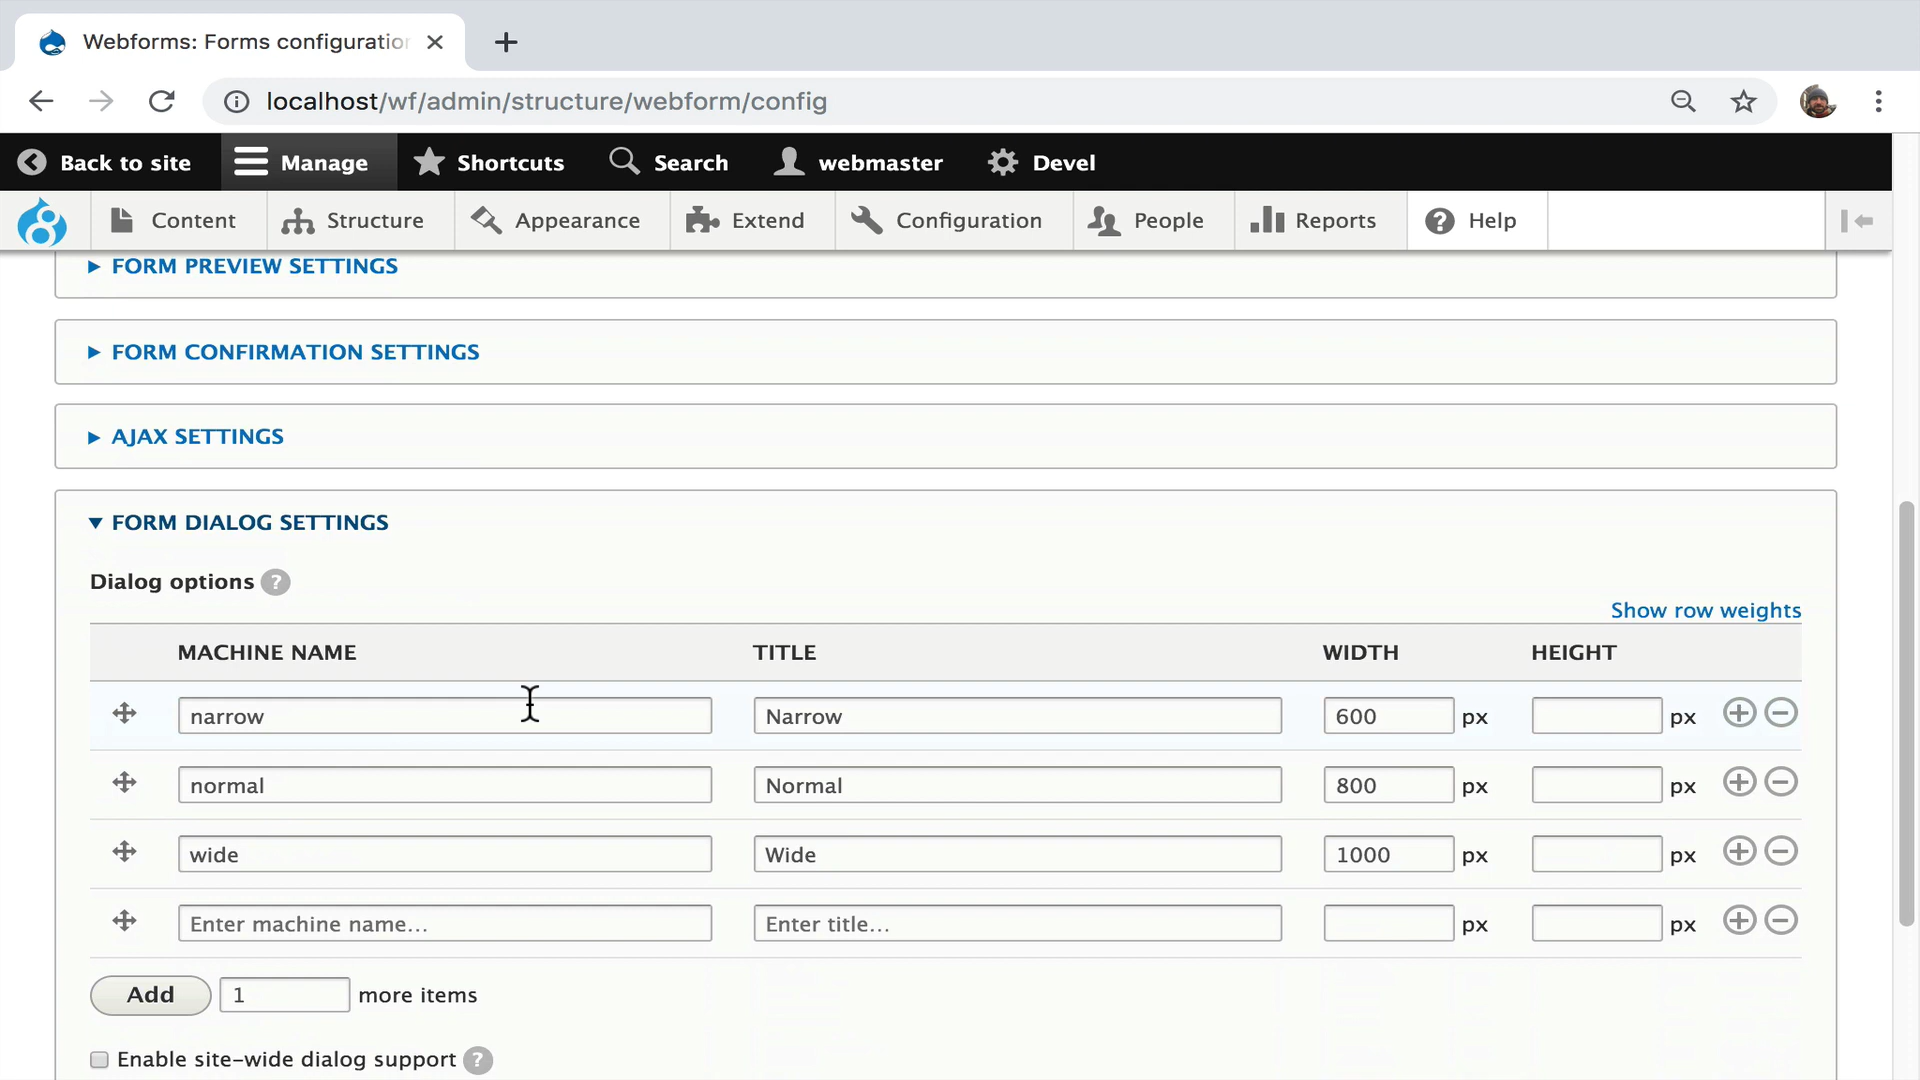 Webforms: Forms configuration
localhost/wf/admin/structure/webform/config
Back to site Manage Shortcuts Search webmaster Devel
Content Structure Appearance Extend Configuration People Reports Help
FORM PREVIEW SETTINGS
FORM CONFIRMATION SETTINGS
AJAX SETTINGS
FORM DIALOG SETTINGS
Dialog options ?
Show row weights
MACHINE NAME TITLE WIDTH HEIGHT
narrow Narrow 600 px px
normal Normal 800 px px
wide Wide 1000 px px
Enter machine name... Enter title... px px
Add 1 more items
Enable site-wide dialog support ?